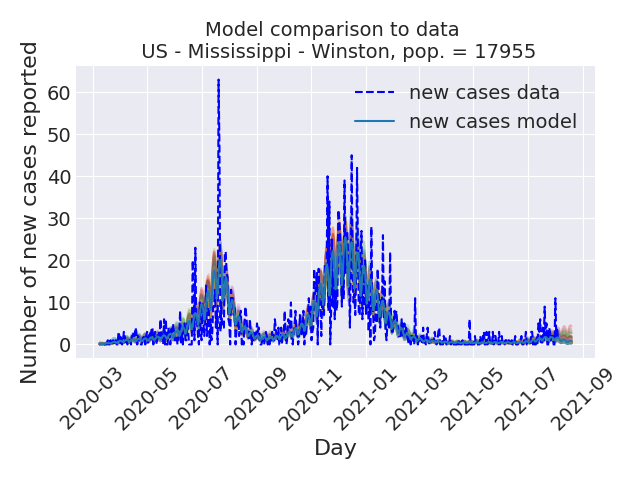 Model comparison to data
US - Mississippi - Winston, pop. = 17955
Number of new cases reported
60
50
40
30
20
10
0
new cases data
new cases model
2020-03
2020-05
2020-07
2020-09
2020-11
2021-01
2021-03
2021-05
2021-07
2021-09
Day